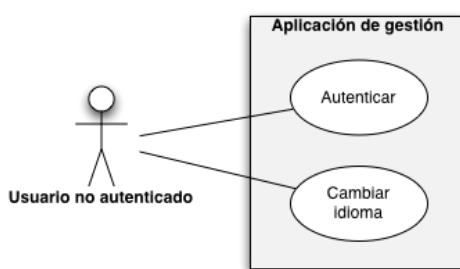 Aplicación de gestión
Autenticar
Usuario no autenticado
Cambiar
idioma